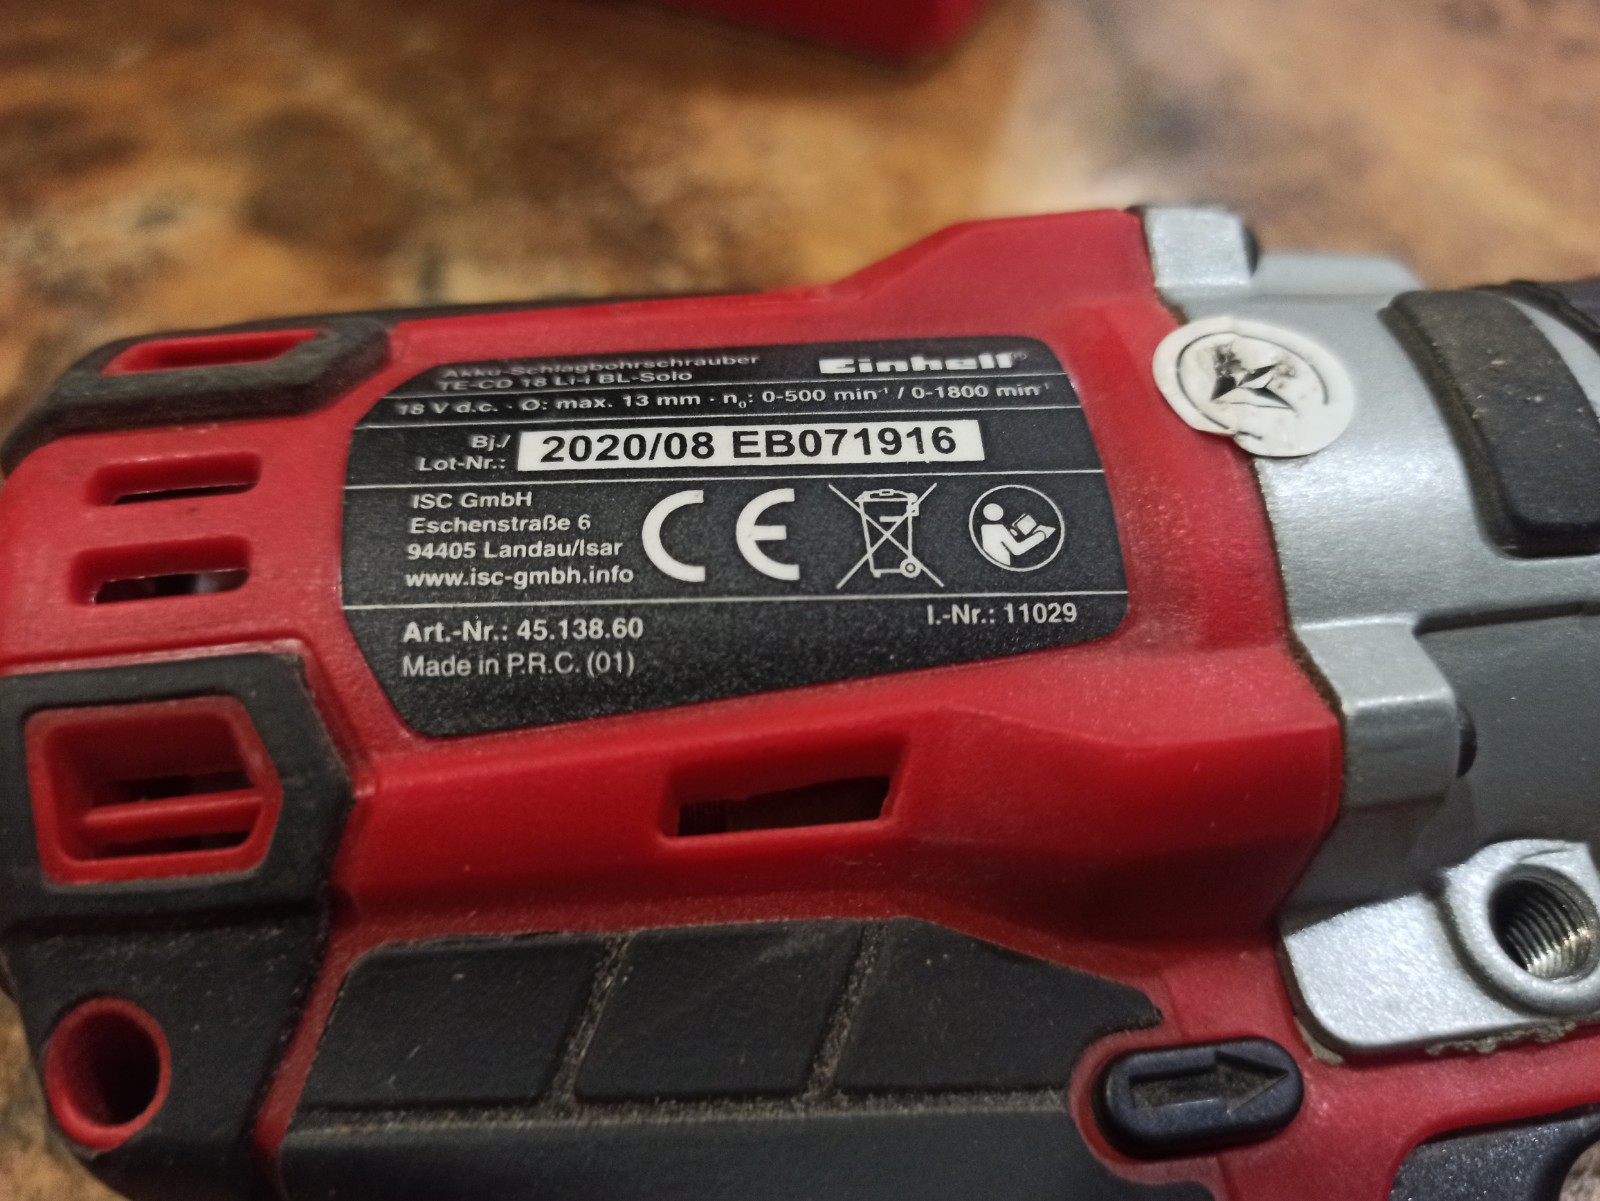 Akku-Schlagbohrschrauber
TE-CD 18 Li-i BL-Solo
Einhell®
18 V d.c. · Ø: max. 13 mm · n₀: 0-500 min⁻¹ / 0-1800 min⁻¹
Bj./
Lot-Nr.: 2020/08 EB071916
ISC GmbH
Eschenstraße 6
94405 Landau/Isar
www.isc-gmbh.info
CE
Art.-Nr.: 45.138.60
I.-Nr.: 11029
Made in P.R.C. (01)